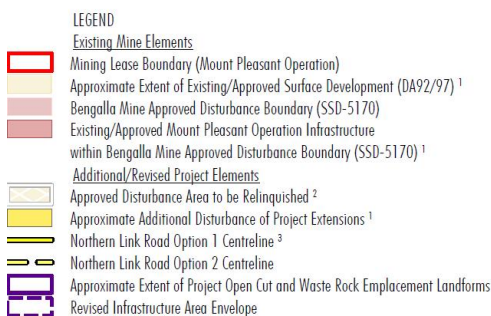 LEGEND
Existing Mine Elements
Mining Lease Boundary (Mount Pleasant Operation)
Approximate Extent of Existing/Approved Surface Development (DA92/97) ¹
Bengalla Mine Approved Disturbance Boundary (SSD-5170)
Existing/Approved Mount Pleasant Operation Infrastructure
within Bengalla Mine Approved Disturbance Boundary (SSD-5170) ¹
Additional/Revised Project Elements
Approved Disturbance Area to be Relinquished ²
Approximate Additional Disturbance of Project Extensions ¹
Northern Link Road Option 1 Centreline ³
Northern Link Road Option 2 Centreline
Approximate Extent of Project Open Cut and Waste Rock Emplacement Landforms
Revised Infrastructure Area Envelope